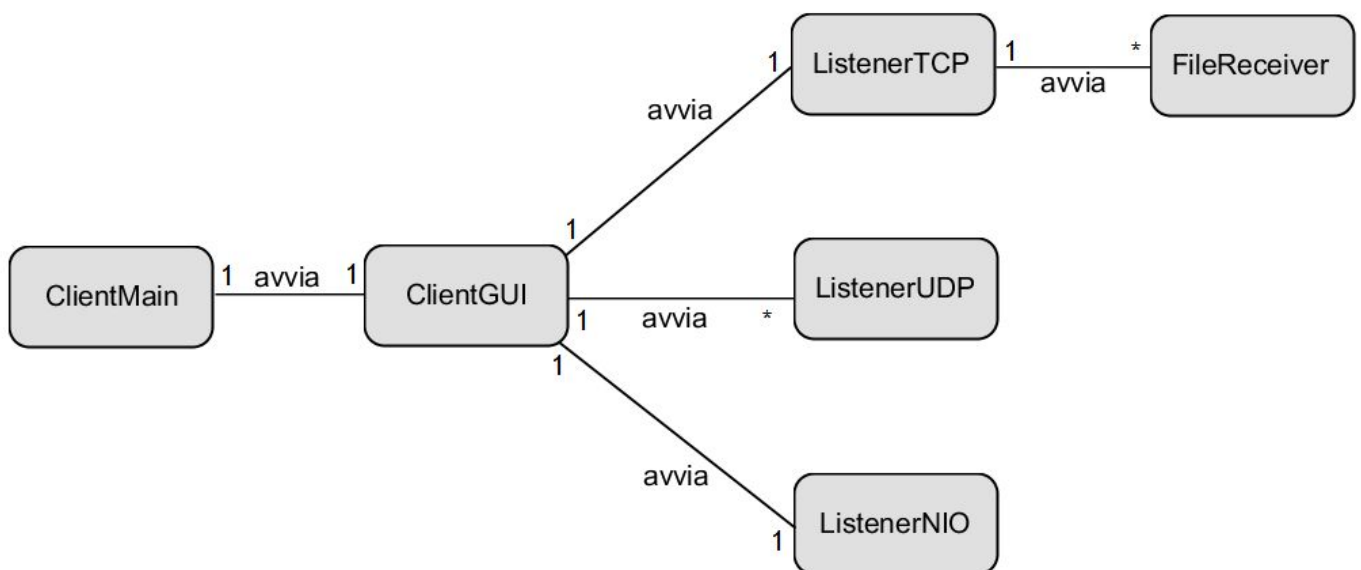 ListenerTCP
1
avvia
*
FileReceiver
1
avvia
1
ClientMain
1
avvia
1
ClientGUI
1
avvia
*
ListenerUDP
1
avvia
1
ListenerNIO